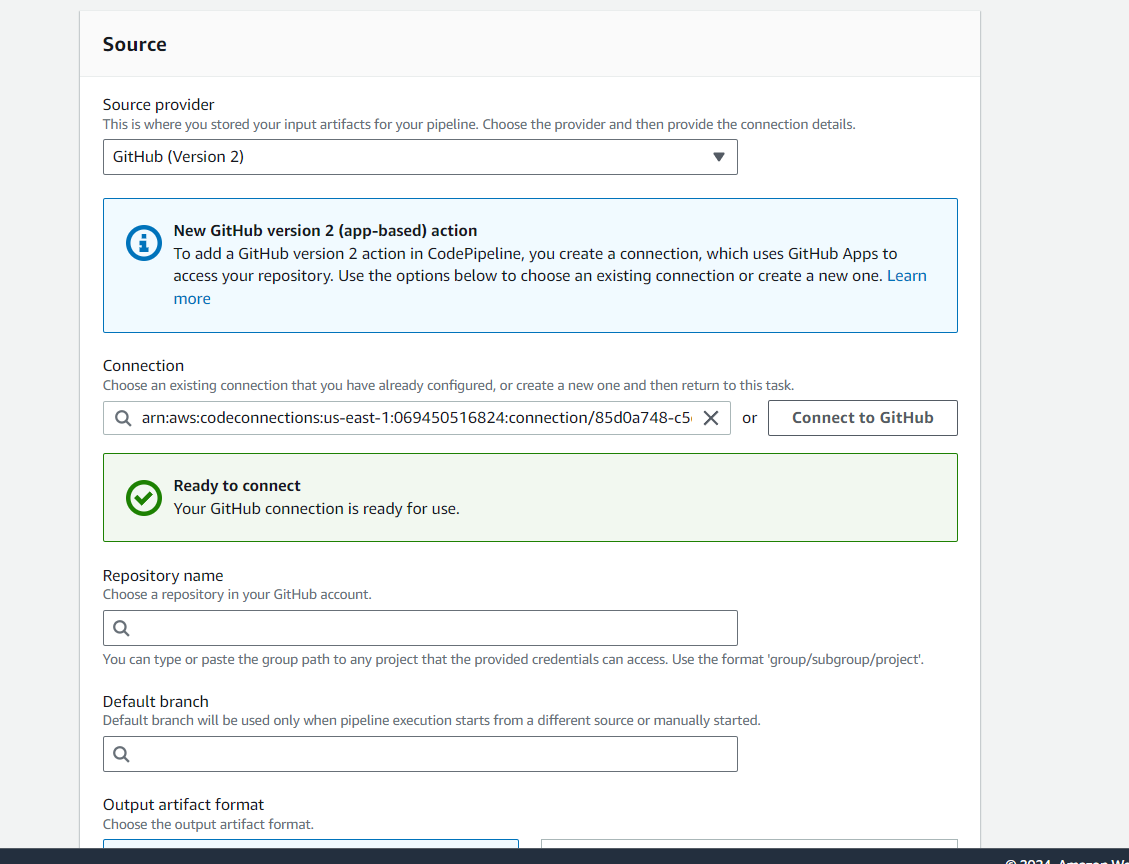 Source
Source provider
This is where you stored your input artifacts for your pipeline. Choose the provider and then provide the connection details.
GitHub (Version 2)
New GitHub version 2 (app-based) action
To add a GitHub version 2 action in CodePipeline, you create a connection, which uses GitHub Apps to
access your repository. Use the options below to choose an existing connection or create a new one. Learn
more
Connection
Choose an existing connection that you have already configured, or create a new one and then return to this task.
arn:aws:codeconnections:us-east-1:069450516824:connection/85d0a748-c5 or Connect to GitHub
Ready to connect
Your GitHub connection is ready for use.
Repository name
Choose a repository in your GitHub account.
You can type or paste the group path to any project that the provided credentials can access. Use the format 'group/subgroup/project'.
Default branch
Default branch will be used only when pipeline execution starts from a different source or manually started.
Output artifact format
Choose the output artifact format.
© 2024, Amazon